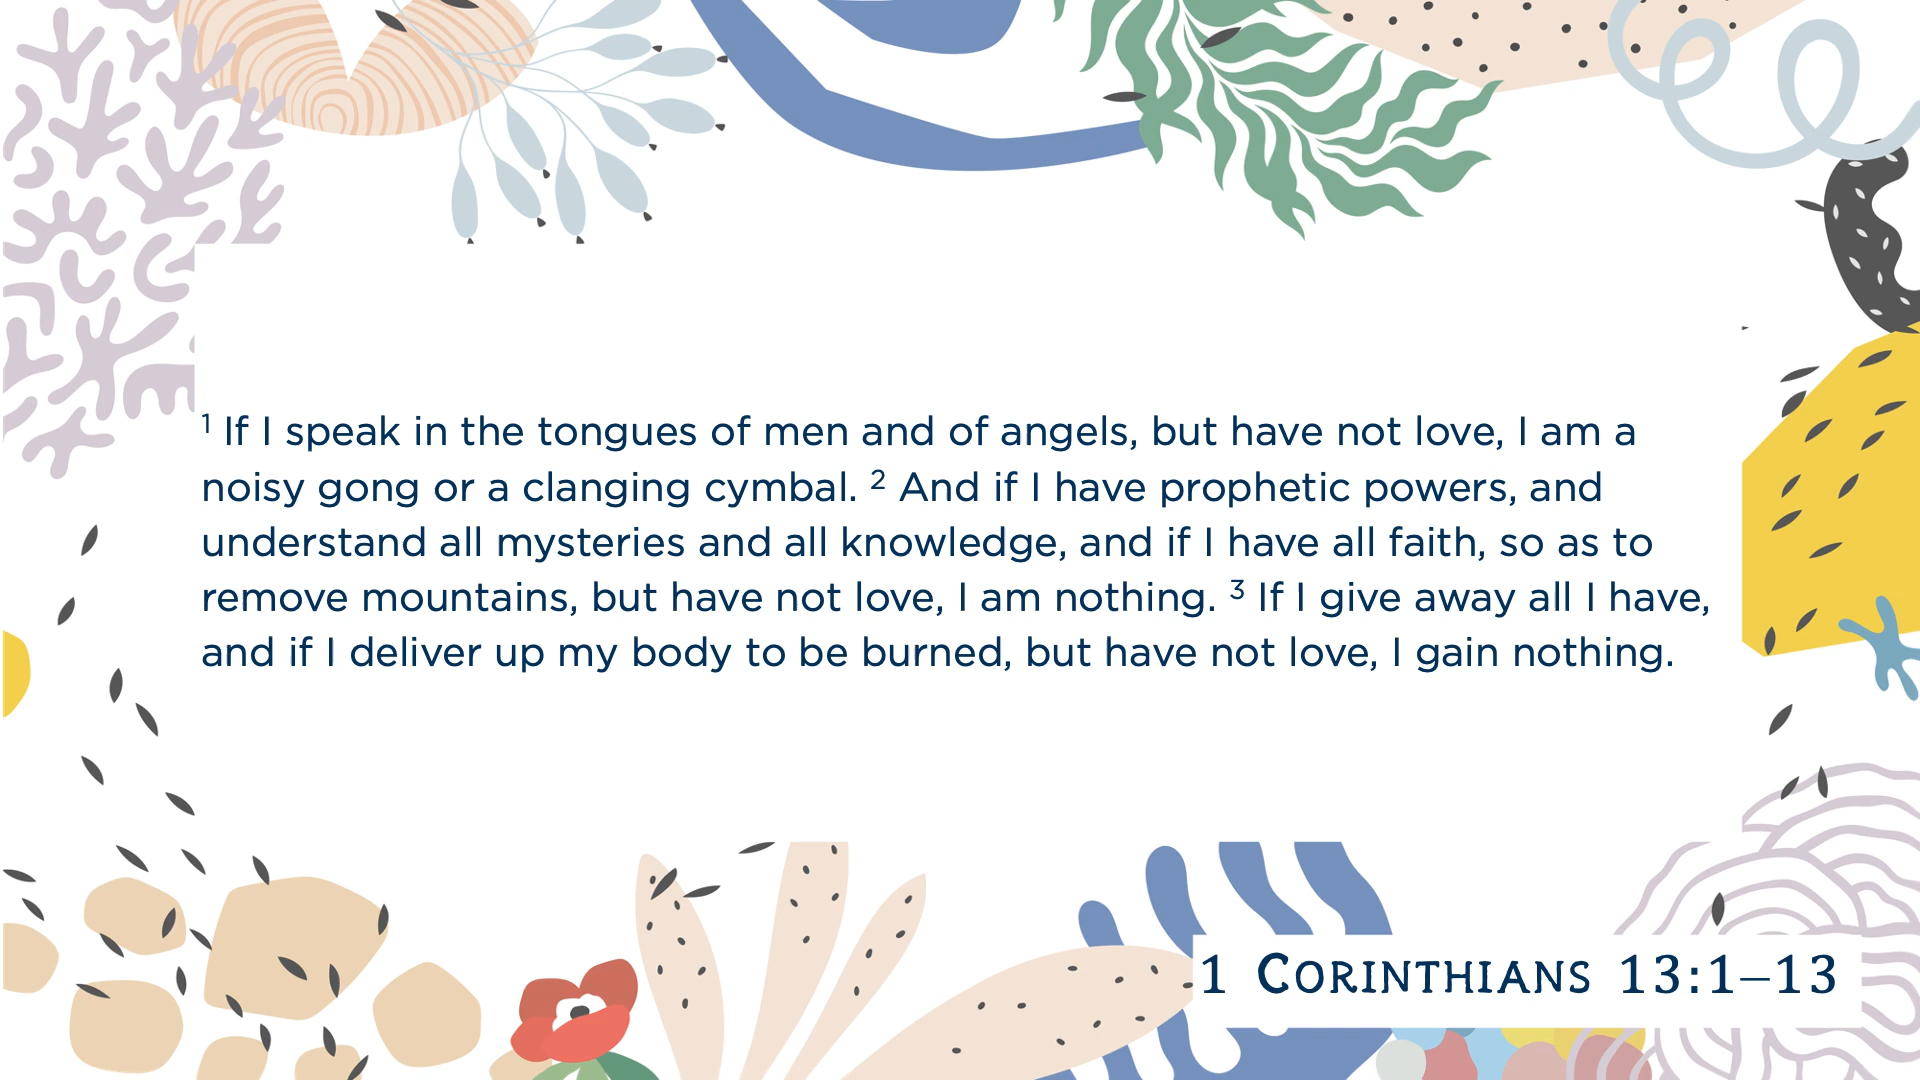 1 If I speak in the tongues of men and of angels, but have not love, I am a
noisy gong or a clanging cymbal. 2 And if I have prophetic powers, and
understand all mysteries and all knowledge, and if I have all faith, so as to
remove mountains, but have not love, I am nothing. 3 If I give away all I have,
and if I deliver up my body to be burned, but have not love, I gain nothing.
1 Corinthians 13:1–13